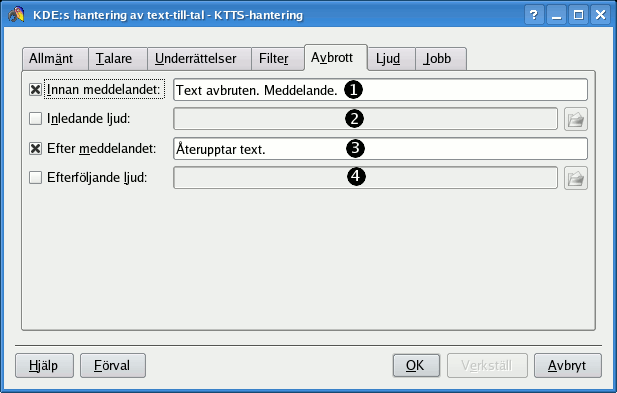 KDE:s hantering av text-till-tal - KTTS-hantering ?
Allmänt Talare Underrättelser Filter Avbrott Ljud Jobb
Innan meddelandet: Text avbruten. Meddelande. 1
Inledande ljud: 2
Efter meddelandet: Återupptar text. 3
Efterföljande ljud: 4
Hjälp Förval OK Verkställ Avbryt